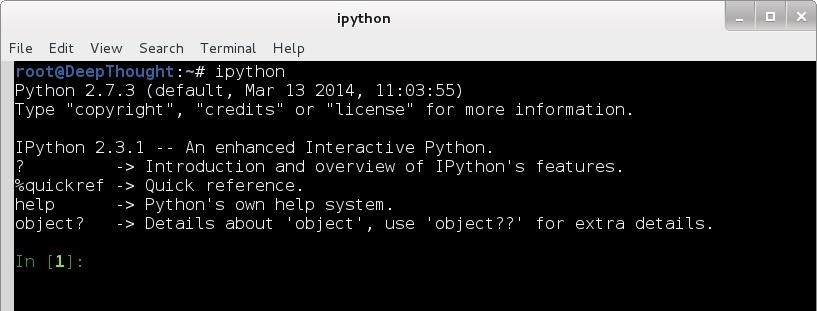 ipython
File Edit View Search Terminal Help
root@DeepThought:~# ipython
Python 2.7.3 (default, Mar 13 2014, 11:03:55)
Type "copyright", "credits" or "license" for more information.
IPython 2.3.1 -- An enhanced Interactive Python.
?         -> Introduction and overview of IPython's features.
%quickref -> Quick reference.
help      -> Python's own help system.
object?   -> Details about 'object', use 'object??' for extra details.
In [1]: